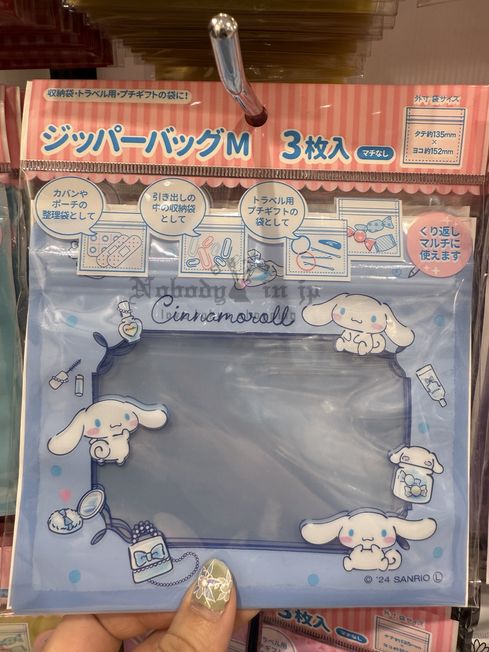 収納袋・トラベル用・プチギフトの袋に!
外寸 袋サイズ
ジッパーバッグM
3枚入
マチなし
タテ約135mm
×
ヨコ約152mm
カバンや
ポーチの
整理袋として
引き出しの
中の収納袋
として
トラベル用
プチギフトの
袋として
くり返し
マルチに
使えます
Nobody in jp
Cinnamoroll
© '24 SANRIO Ⓛ
3枚入
マチなし